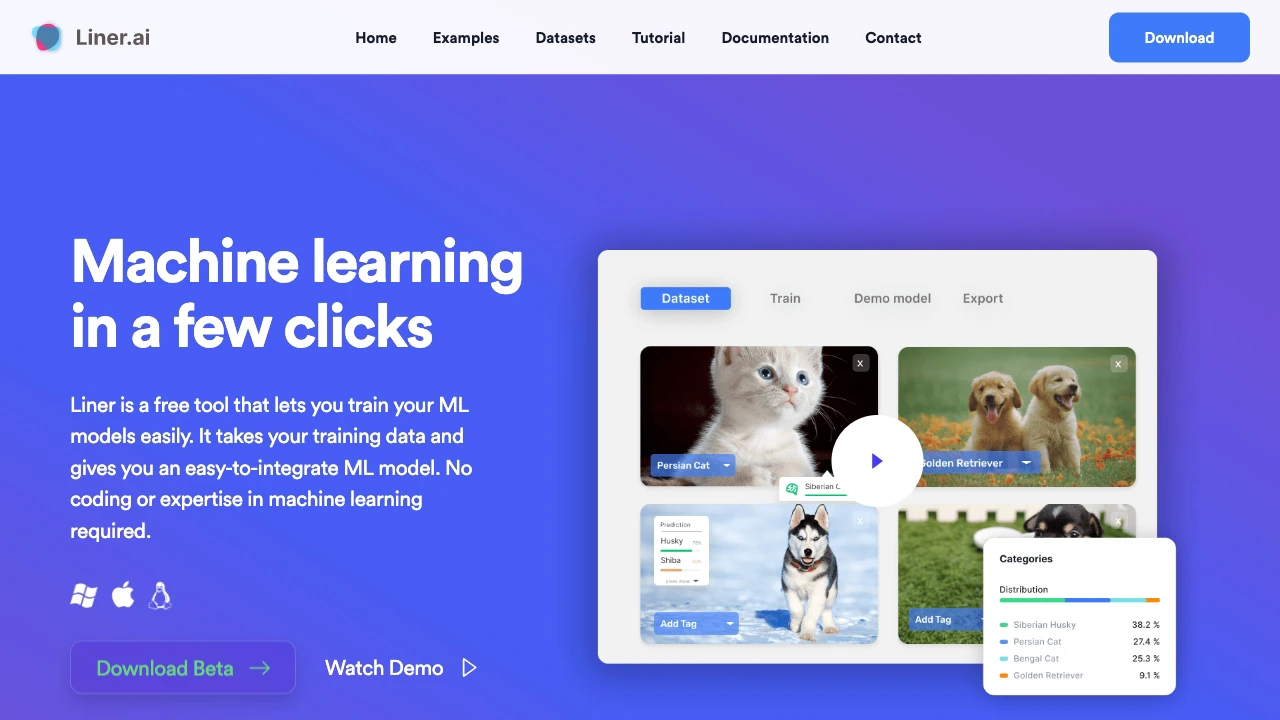 Liner.ai
Home
Examples
Datasets
Tutorial
Documentation
Contact
Download
Machine learning
in a few clicks
Liner is a free tool that lets you train your ML
models easily. It takes your training data and
gives you an easy-to-integrate ML model. No
coding or expertise in machine learning
required.
Download Beta
Watch Demo
Dataset
Train
Demo model
Export
X
X
Persian Cat
Golden Retriever
Siberian C
X
X
Prediction
Husky
Shiba
view more
Add Tag
Add Tag
Categories
Distribution
Siberian Husky 38.2 %
Persian Cat 27.4 %
Bengal Cat 25.3 %
Golden Retriever 9.1 %